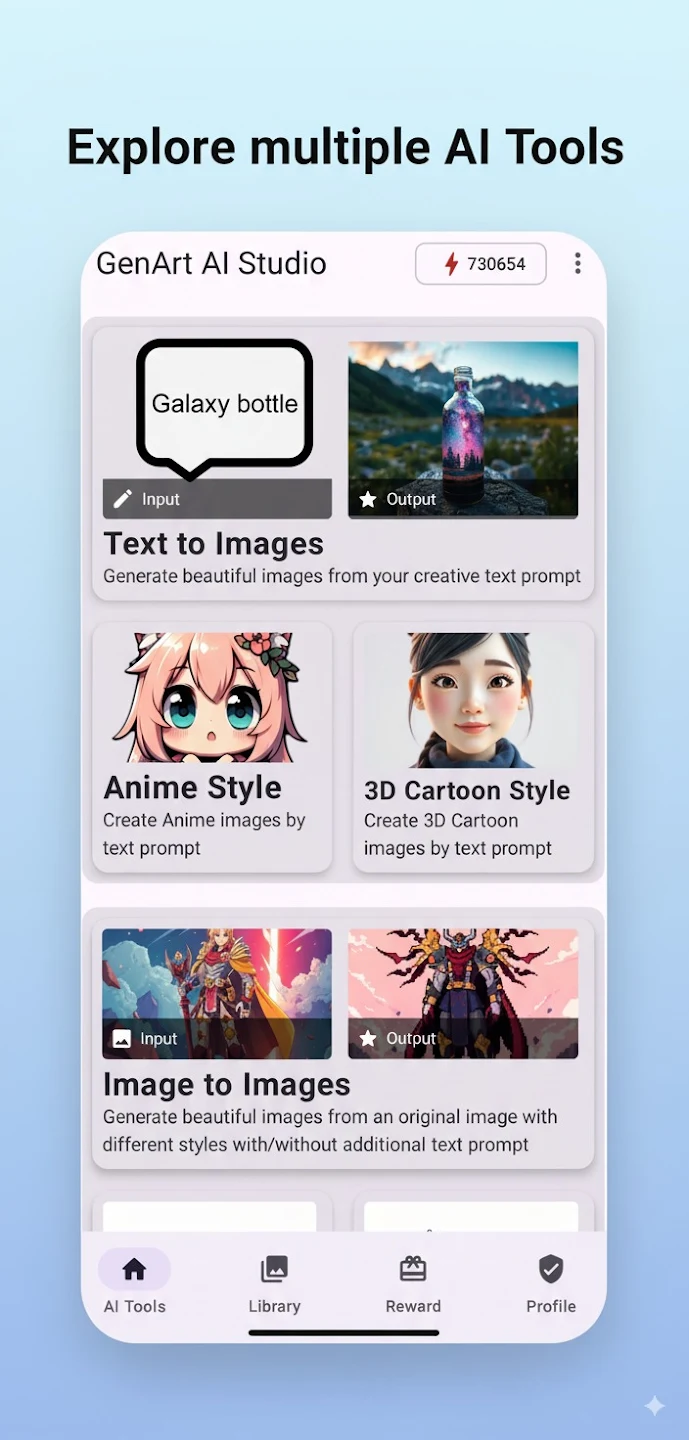 Explore multiple AI Tools
GenArt AI Studio
730654
Galaxy bottle
Input
Output
Text to Images
Generate beautiful images from your creative text prompt
Anime Style
Create Anime images by
text prompt
3D Cartoon Style
Create 3D Cartoon
images by text prompt
Input
Output
Image to Images
Generate beautiful images from an original image with
different styles with/without additional text prompt
AI Tools
Library
Reward
Profile